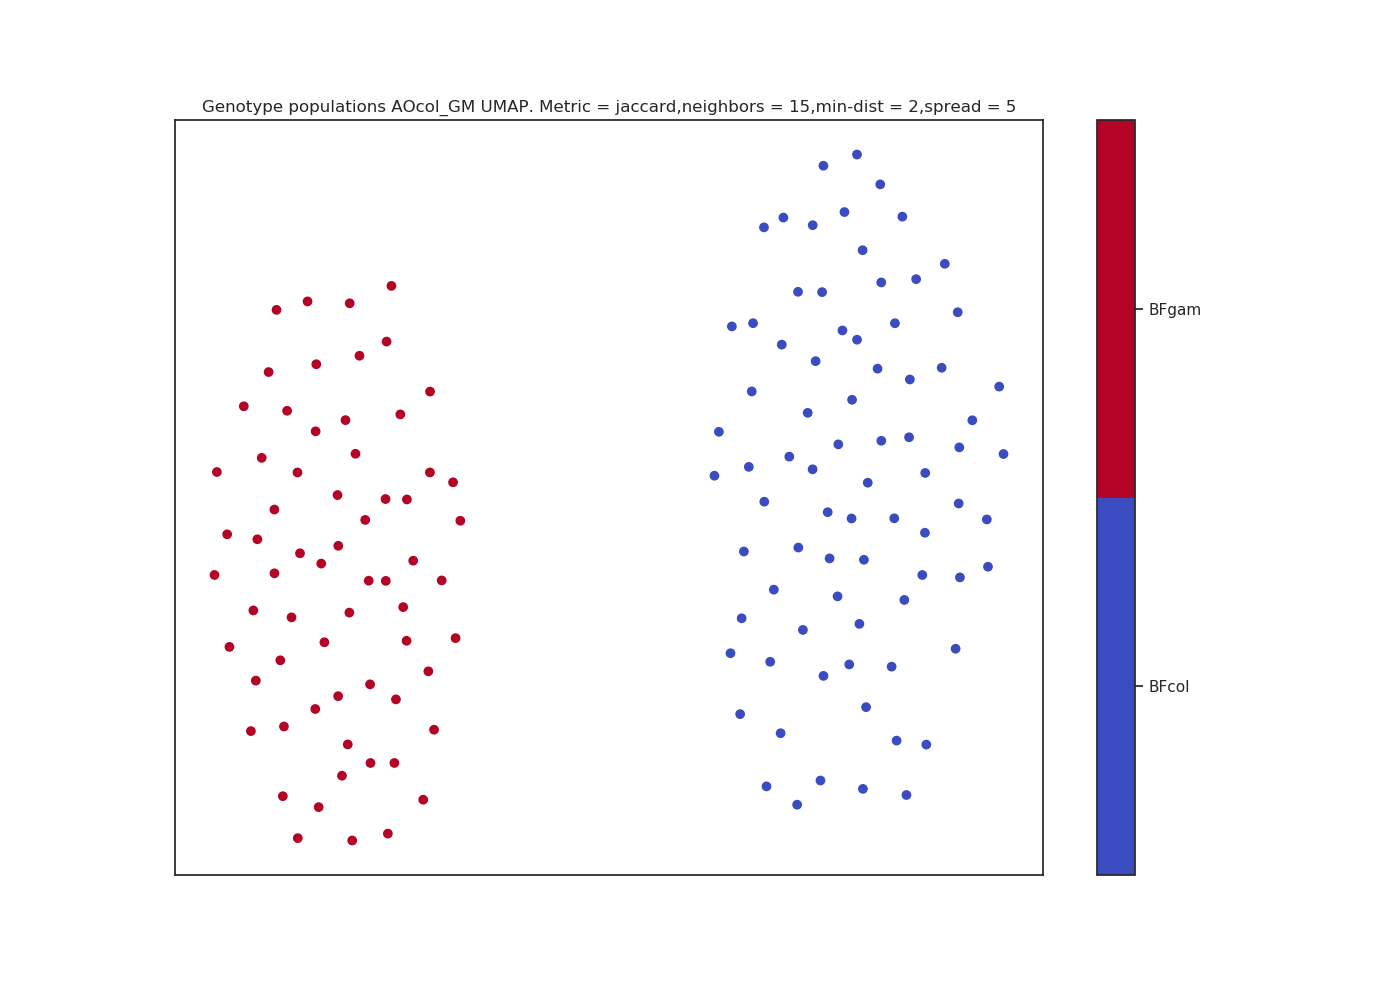 Genotype populations AOcol_GM UMAP. Metric = jaccard,neighbors = 15,min-dist = 2,spread = 5
BFgam
BFcol